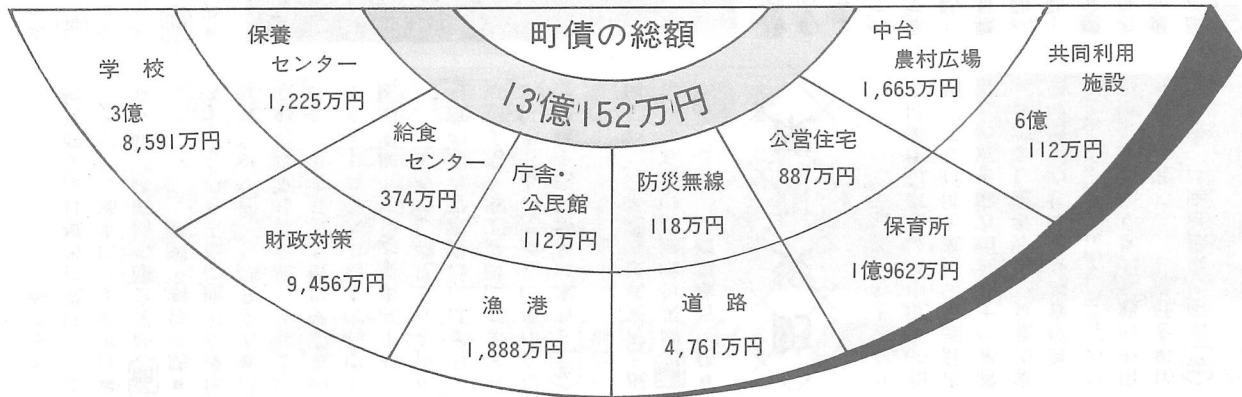 町債の総額
13億152万円
学校
3億
8,591万円
保養
センター
1,225万円
給食
センター
374万円
庁舎・
公民館
112万円
防災無線
118万円
公営住宅
887万円
中台
農村広場
1,665万円
共同利用
施設
6億
112万円
財政対策
9,456万円
漁港
1,888万円
道路
4,761万円
保育所
1億962万円